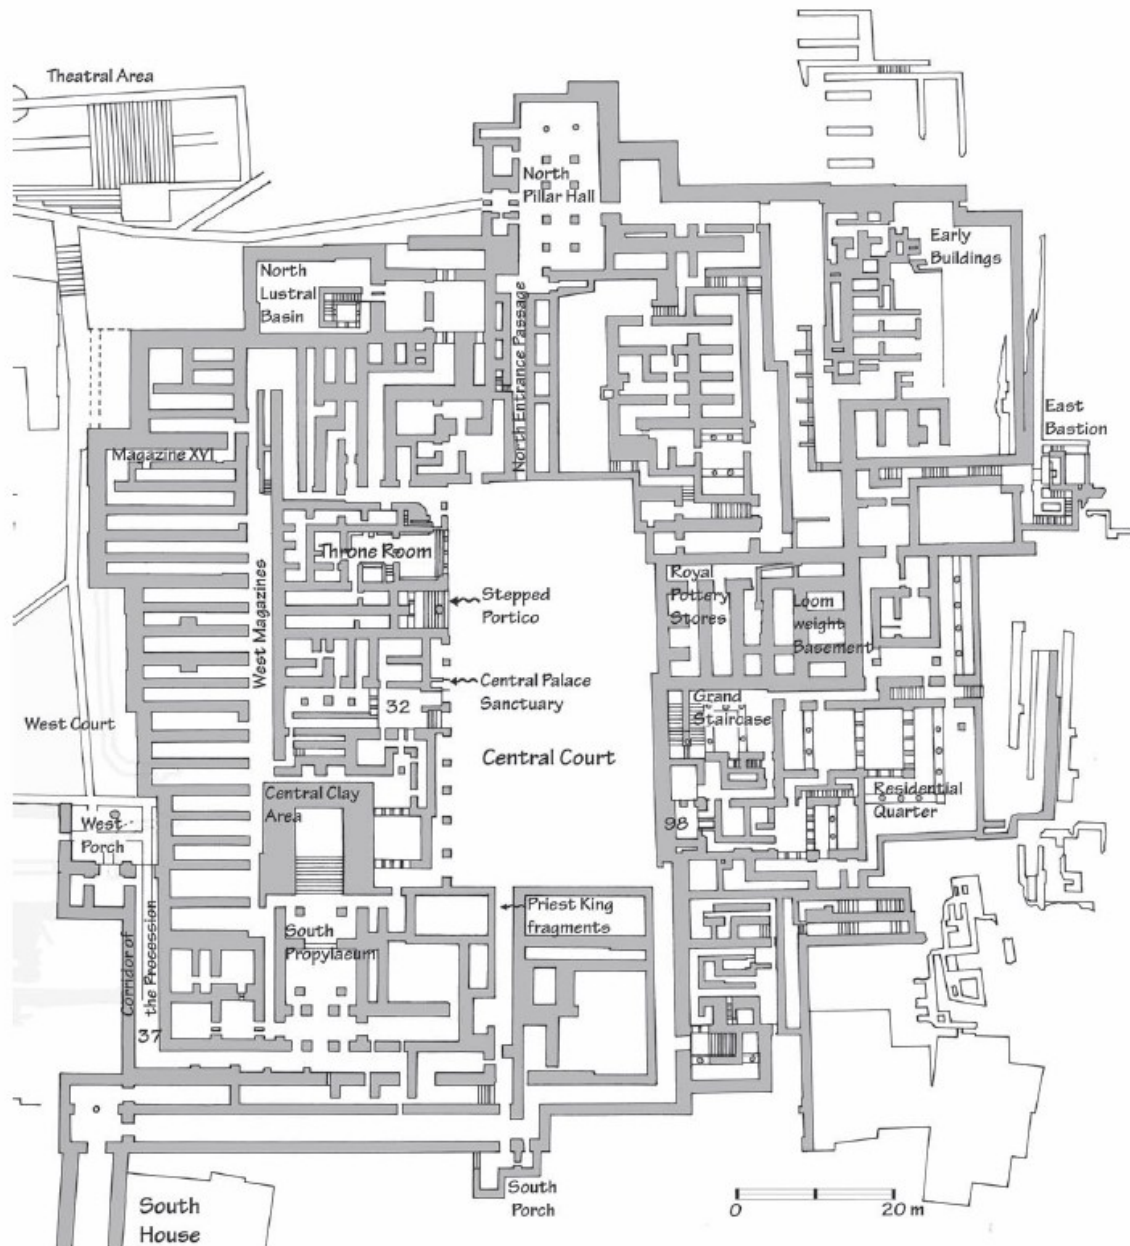 Theatral Area
North
Pillar Hall
Early
Buildings
North
Lustral
Basin
North Entrance Passage
East
Bastion
Magazine XVI
Throne Room
West Magazines
Stepped
Portico
Royal
Pottery
Stores
Loom
weight
Basement
Central Palace
Sanctuary
32
Grand
Staircase
West Court
Central Court
Central Clay
Area
Residential
Quarter
98
West
Porch
Priest King
fragments
South
Propylaeum
Corridor of
the Procession
37
South
Porch
0
20 m
South
House